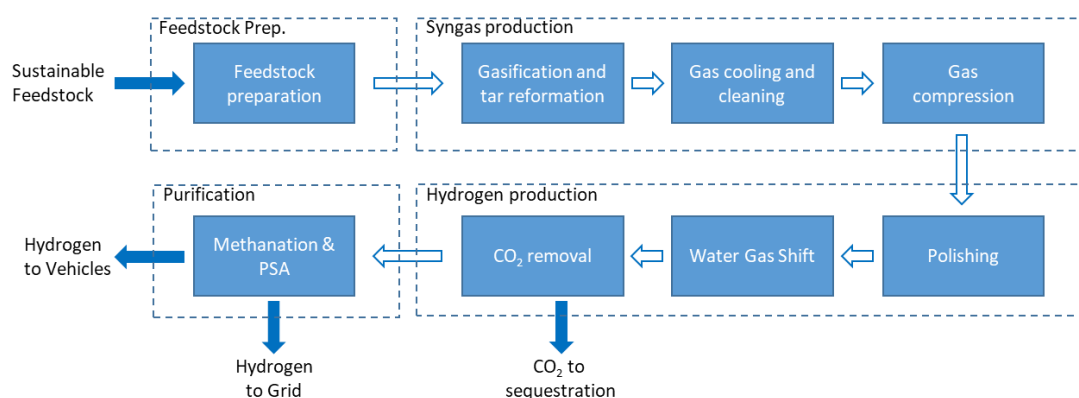 Feedstock Prep.
Syngas production
Sustainable
Feedstock
Feedstock
preparation
Gasification and
tar reformation
Gas cooling and
cleaning
Gas
compression
Purification
Hydrogen production
Hydrogen
to Vehicles
Methanation &
PSA
CO₂ removal
Water Gas Shift
Polishing
Hydrogen
to Grid
CO₂ to
sequestration